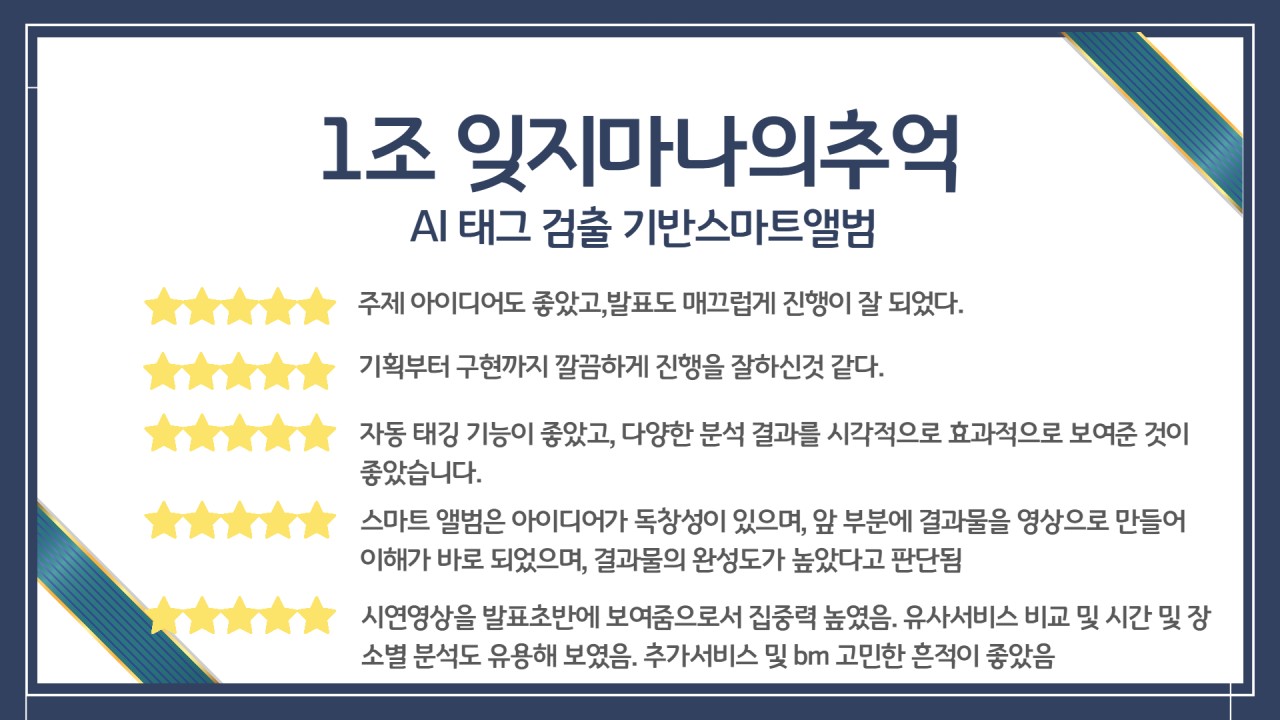 1조 잊지마나의추억
AI 태그 검출 기반스마트앨범
주제 아이디어도 좋았고,발표도 매끄럽게 진행이 잘 되었다.
기획부터 구현까지 깔끔하게 진행을 잘하신것 같다.
자동 태깅 기능이 좋았고, 다양한 분석 결과를 시각적으로 효과적으로 보여준 것이
좋았습니다.
스마트 앨범은 아이디어가 독창성이 있으며, 앞 부분에 결과물을 영상으로 만들어
이해가 바로 되었으며, 결과물의 완성도가 높았다고 판단됨
시연영상을 발표초반에 보여줌으로서 집중력 높였음. 유사서비스 비교 및 시간 및 장
소별 분석도 유용해 보였음. 추가서비스 및 bm 고민한 흔적이 좋았음